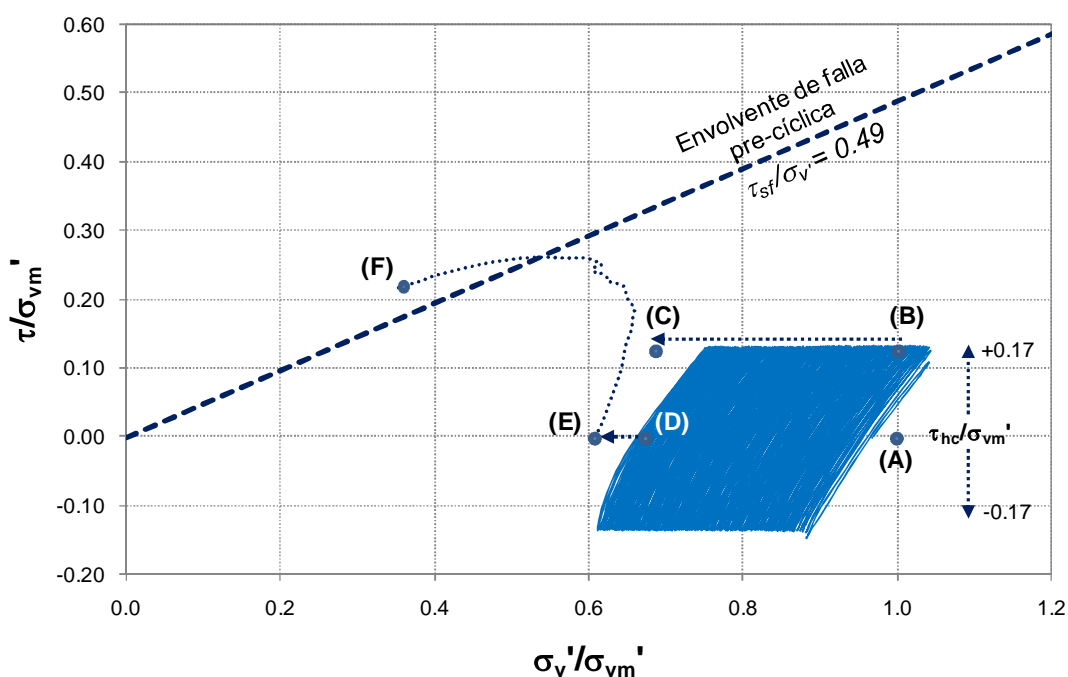 0.60
0.50
0.40
0.30
0.20
0.10
0.00
-0.10
-0.20
τ/σvm'
Envolvente de falla
pre-cíclica
τsf/σv' = 0.49
(F)
(C)
(B)
+0.17
(E)
(D)
(A)
τhc/σvm'
-0.17
0.0
0.2
0.4
0.6
0.8
1.0
1.2
σv'/σvm'